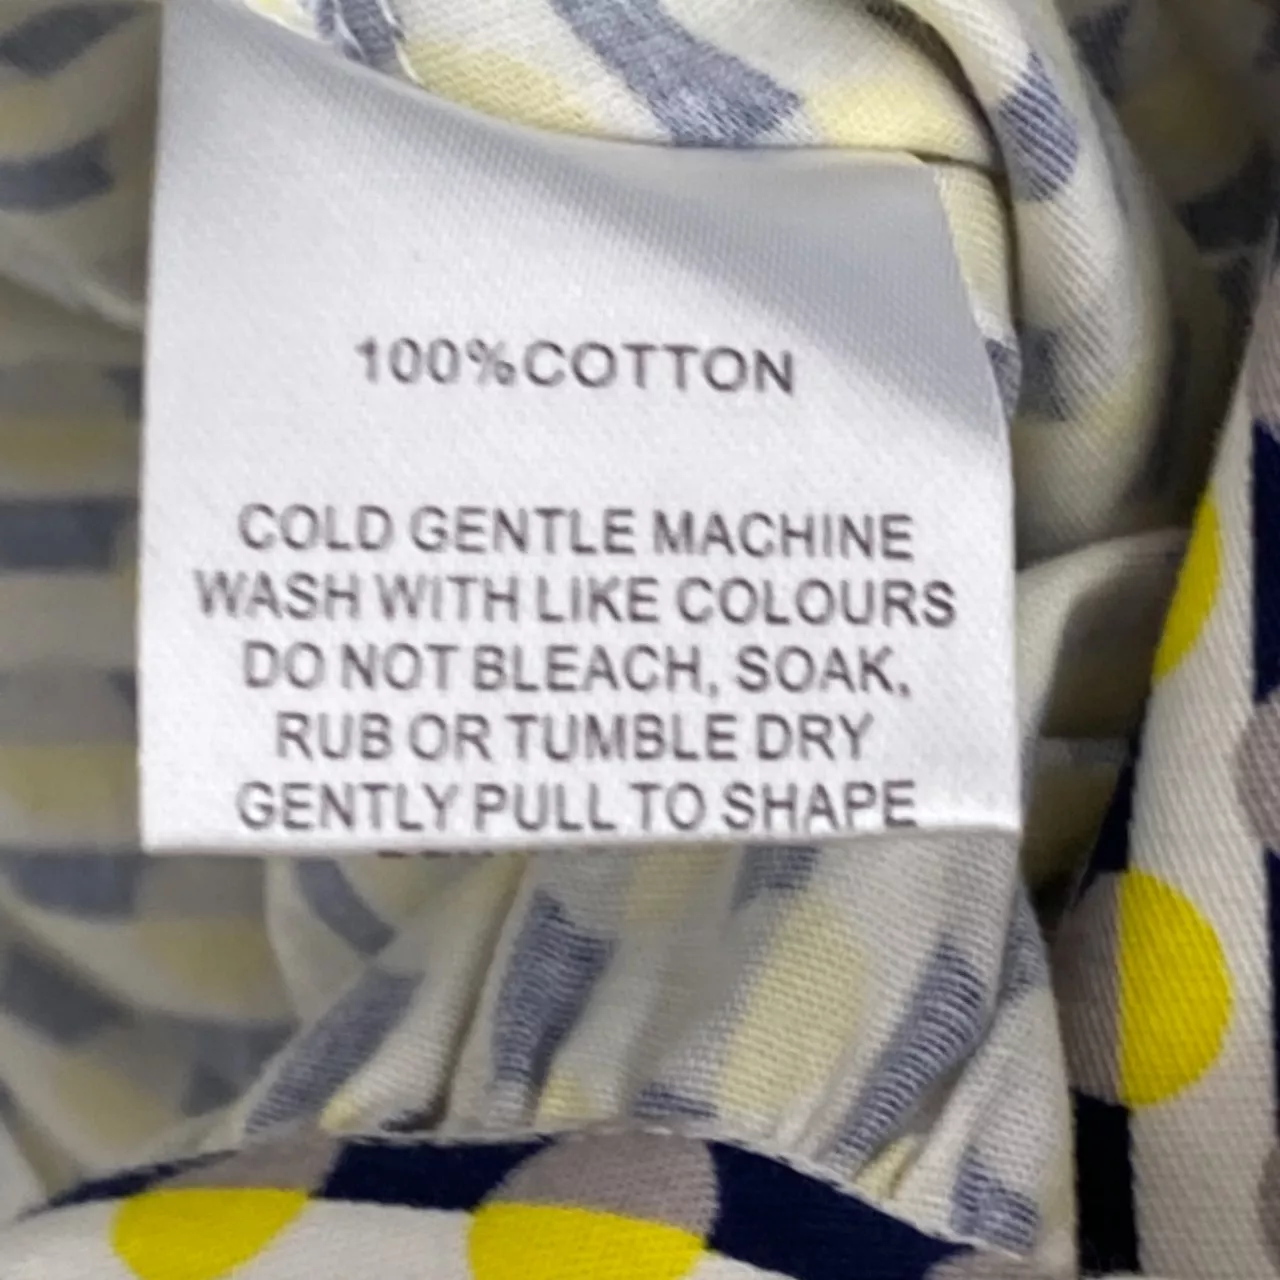 100%COTTON
COLD GENTLE MACHINE
WASH WITH LIKE COLOURS
DO NOT BLEACH, SOAK,
RUB OR TUMBLE DRY
GENTLY PULL TO SHAPE